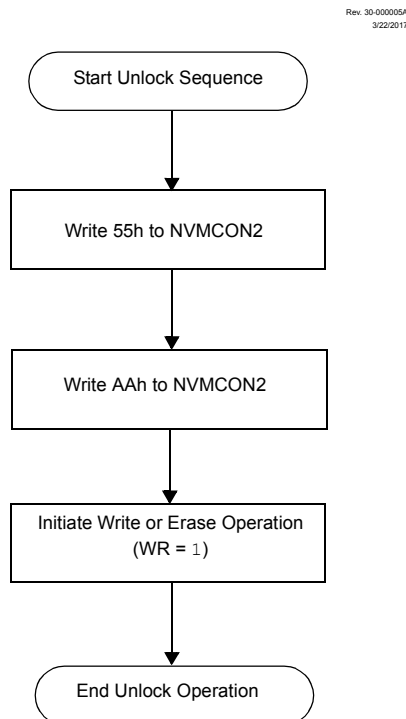 Rev. 30-000005A
3/22/2017
Start Unlock Sequence
Write 55h to NVMCON2
Write AAh to NVMCON2
Initiate Write or Erase Operation
(WR = 1)
End Unlock Operation